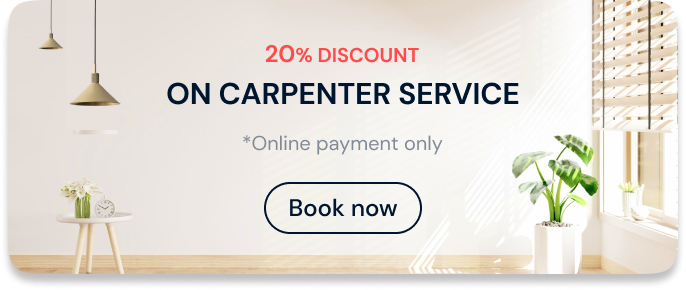 20% DISCOUNT
ON CARPENTER SERVICE
*Online payment only
Book now